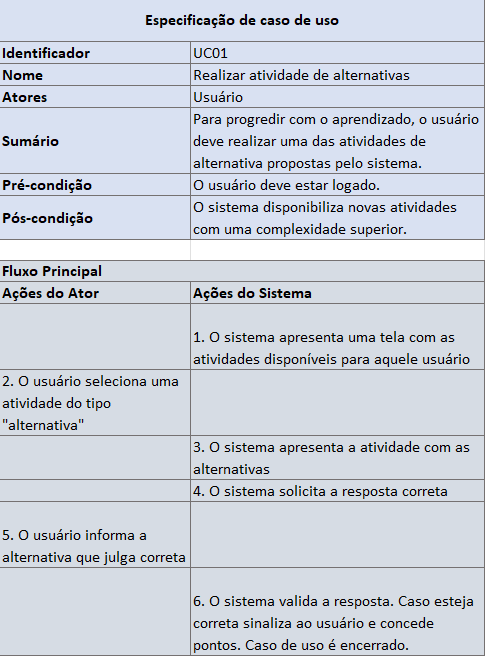 Especificação de caso de uso
Identificador UC01
Nome Realizar atividade de alternativas
Atores Usuário
Sumário
Para progredir com o aprendizado, o usuário
deve realizar uma das atividades de
alternativa propostas pelo sistema.
Pré-condição O usuário deve estar logado.
Pós-condição
O sistema disponibiliza novas atividades
com uma complexidade superior.
Fluxo Principal
Ações do Ator Ações do Sistema
1. O sistema apresenta uma tela com as
atividades disponíveis para aquele usuário
2. O usuário seleciona uma
atividade do tipo
"alternativa"
3. O sistema apresenta a atividade com as
alternativas
4. O sistema solicita a resposta correta
5. O usuário informa a
alternativa que julga correta
6. O sistema valida a resposta. Caso esteja
correta sinaliza ao usuário e concede
pontos. Caso de uso é encerrado.